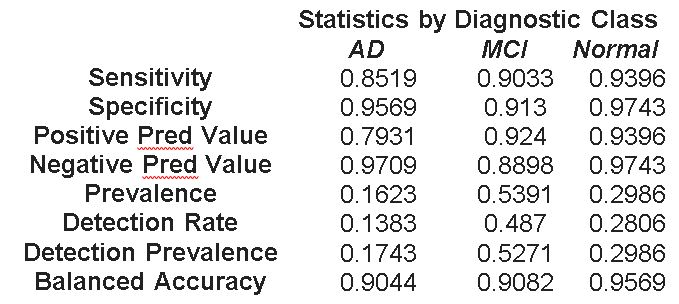 Statistics by Diagnostic Class
AD MCI Normal
Sensitivity 0.8519 0.9033 0.9396
Specificity 0.9569 0.913 0.9743
Positive Pred Value 0.7931 0.924 0.9396
Negative Pred Value 0.9709 0.8898 0.9743
Prevalence 0.1623 0.5391 0.2986
Detection Rate 0.1383 0.487 0.2806
Detection Prevalence 0.1743 0.5271 0.2986
Balanced Accuracy 0.9044 0.9082 0.9569